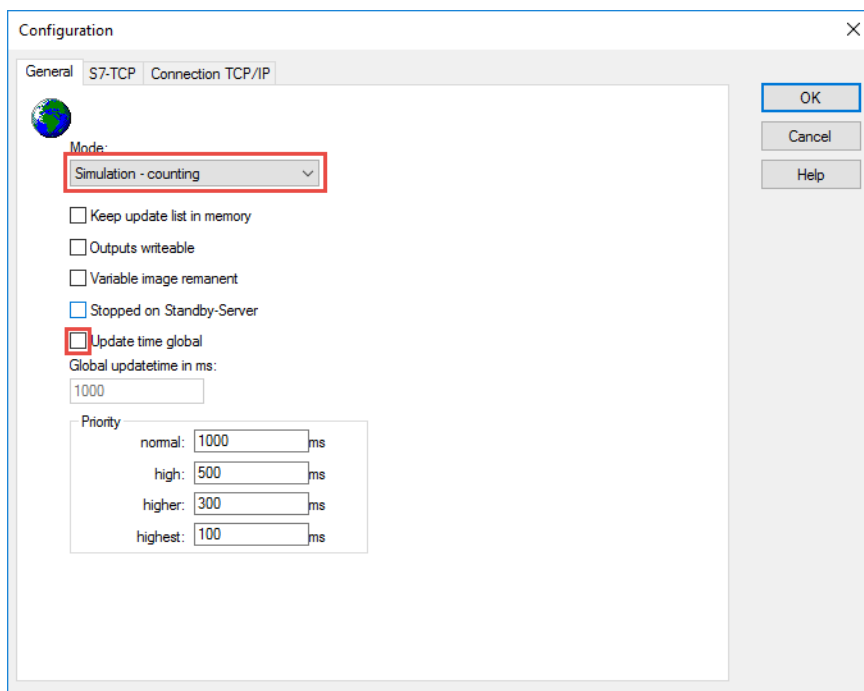 Configuration
General S7-TCP Connection TCP/IP
OK
Cancel
Help
Mode:
Simulation - counting
Keep update list in memory
Outputs writeable
Variable image remanent
Stopped on Standby-Server
Update time global
Global updatetime in ms:
1000
Priority
normal: 1000 ms
high: 500 ms
higher: 300 ms
highest: 100 ms